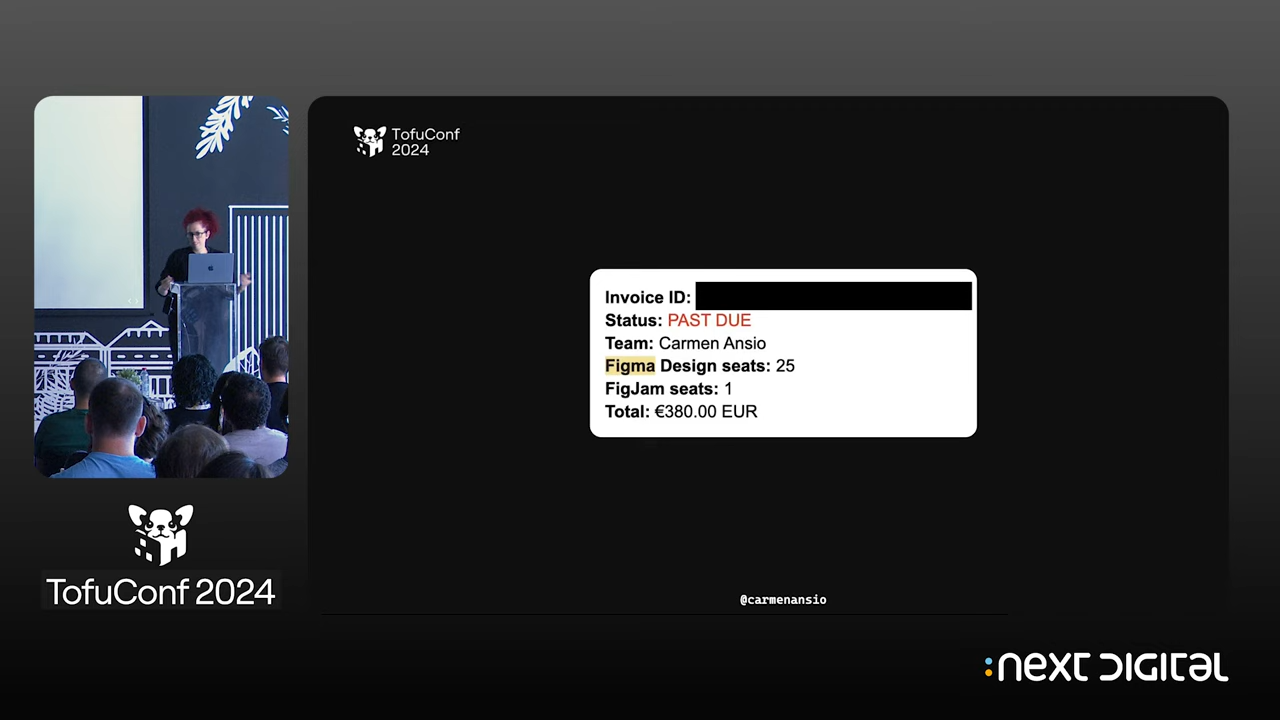 TofuConf
2024
Invoice ID:
Status: PAST DUE
Team: Carmen Ansio
Figma Design seats: 25
FigJam seats: 1
Total: €380.00 EUR
@carmenansio
TofuConf 2024
:NEXT DIGITAL